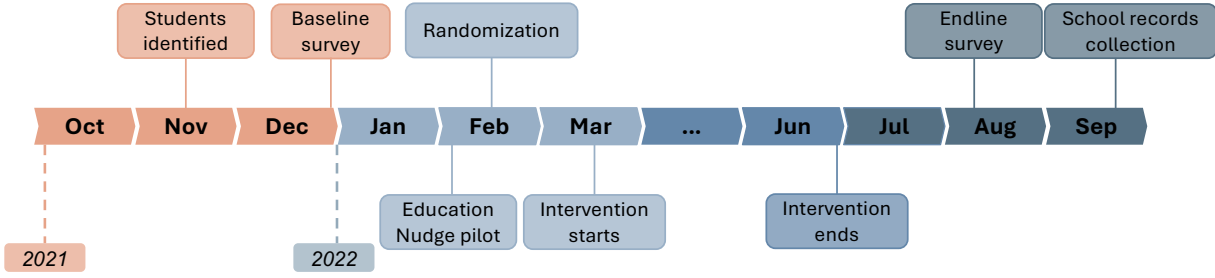 Students
identified
Baseline
survey
Randomization
Endline
survey
School records
collection
Oct
Nov
Dec
Jan
Feb
Mar
...
Jun
Jul
Aug
Sep
Education
Nudge pilot
Intervention
starts
Intervention
ends
2021
2022